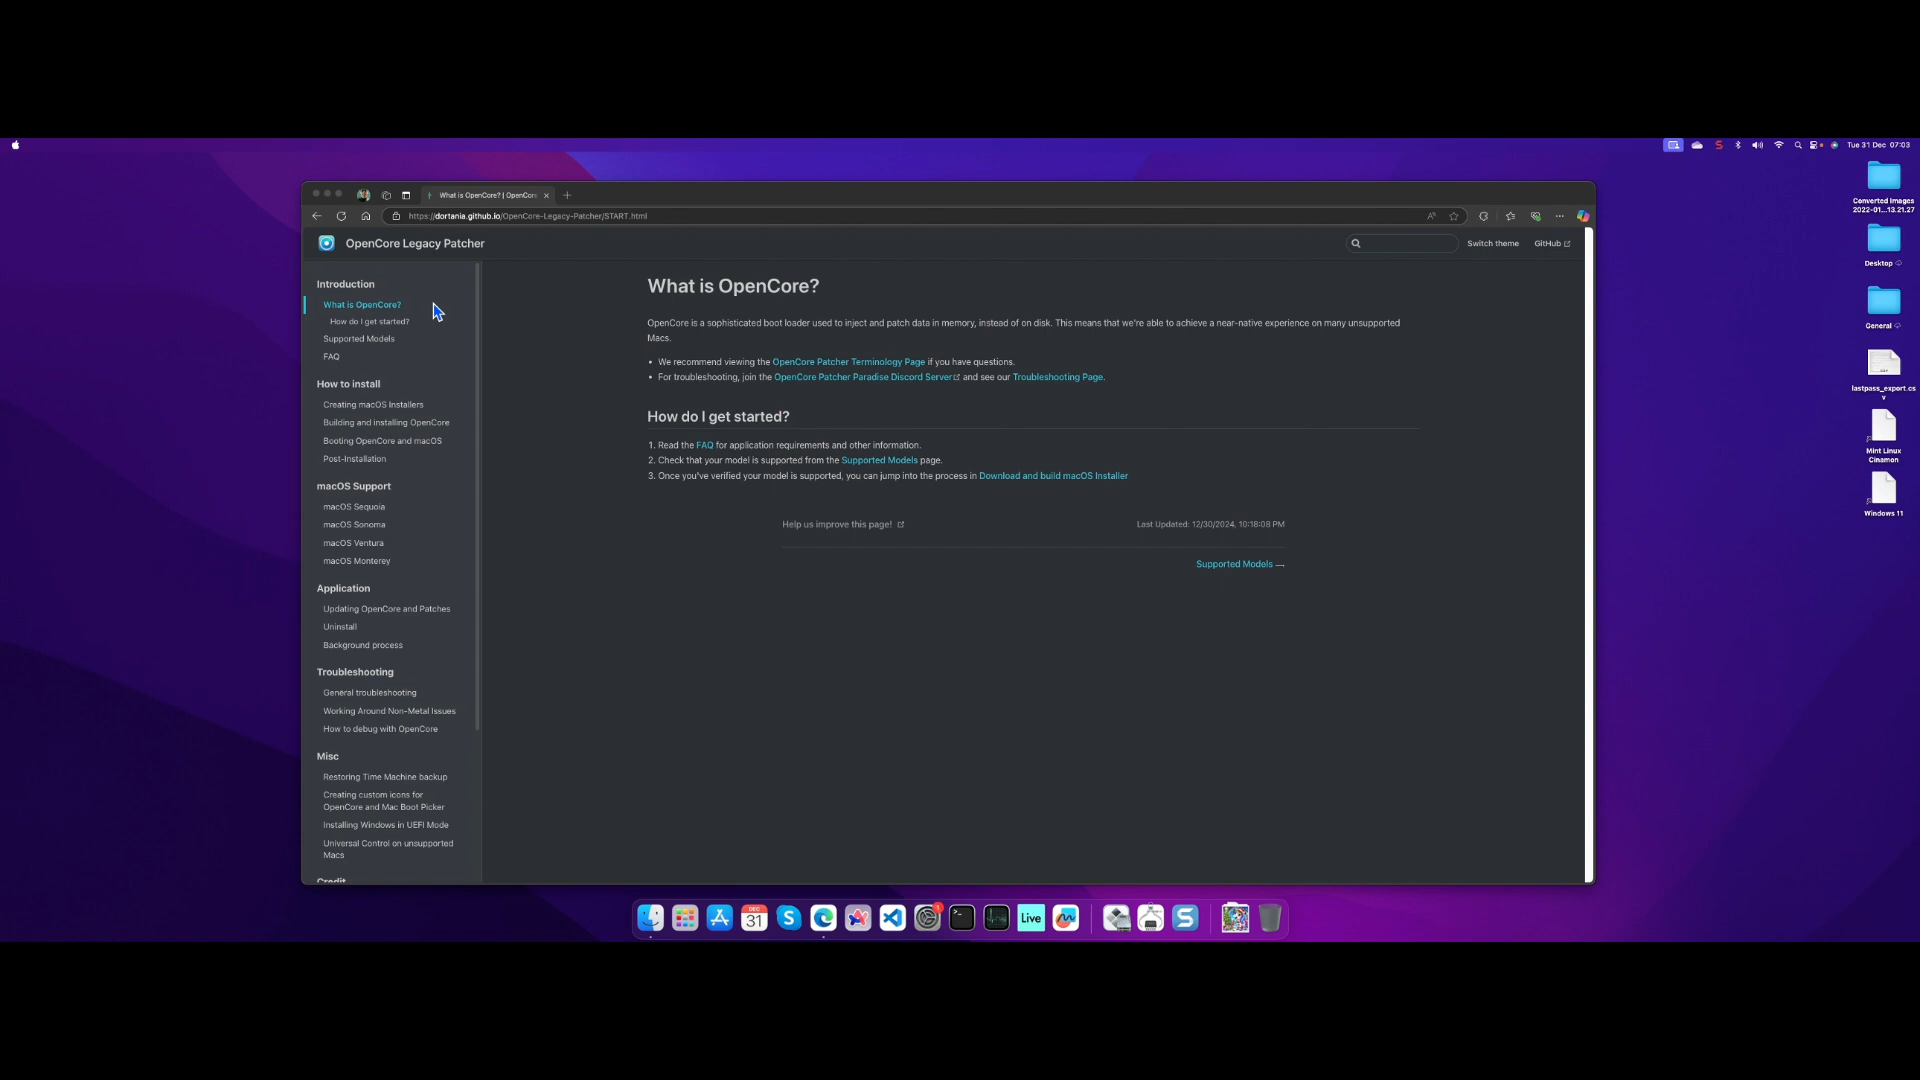 Tue 31 Dec 07:03
What is OpenCore? | OpenCore
https://dortania.github.io/OpenCore-Legacy-Patcher/START.html
OpenCore Legacy Patcher
Switch theme
GitHub
Introduction
What is OpenCore?
How do I get started?
Supported Models
FAQ
How to install
Creating macOS Installers
Building and installing OpenCore
Booting OpenCore and macOS
Post-Installation
macOS Support
macOS Sequoia
macOS Sonoma
macOS Ventura
macOS Monterey
Application
Updating OpenCore and Patches
Uninstall
Background process
Troubleshooting
General troubleshooting
Working Around Non-Metal Issues
How to debug with OpenCore
Misc
Restoring Time Machine backup
Creating custom icons for
OpenCore and Mac Boot Picker
Installing Windows in UEFI Mode
Universal Control on unsupported
Macs
Credit
What is OpenCore?
OpenCore is a sophisticated boot loader used to inject and patch data in memory, instead of on disk. This means that we're able to achieve a near-native experience on many unsupported
Macs.
• We recommend viewing the OpenCore Patcher Terminology Page if you have questions.
• For troubleshooting, join the OpenCore Patcher Paradise Discord Server and see our Troubleshooting Page.
How do I get started?
1. Read the FAQ for application requirements and other information.
2. Check that your model is supported from the Supported Models page.
3. Once you've verified your model is supported, you can jump into the process in Download and build macOS Installer
Help us improve this page!
Last Updated: 12/30/2024, 10:18:08 PM
Supported Models →
Converted Images
2022-01...13.21.27
Desktop
General
lastpass_export.cs
v
Mint Linux
Cinamon
Windows 11
DEC
31
1
Live